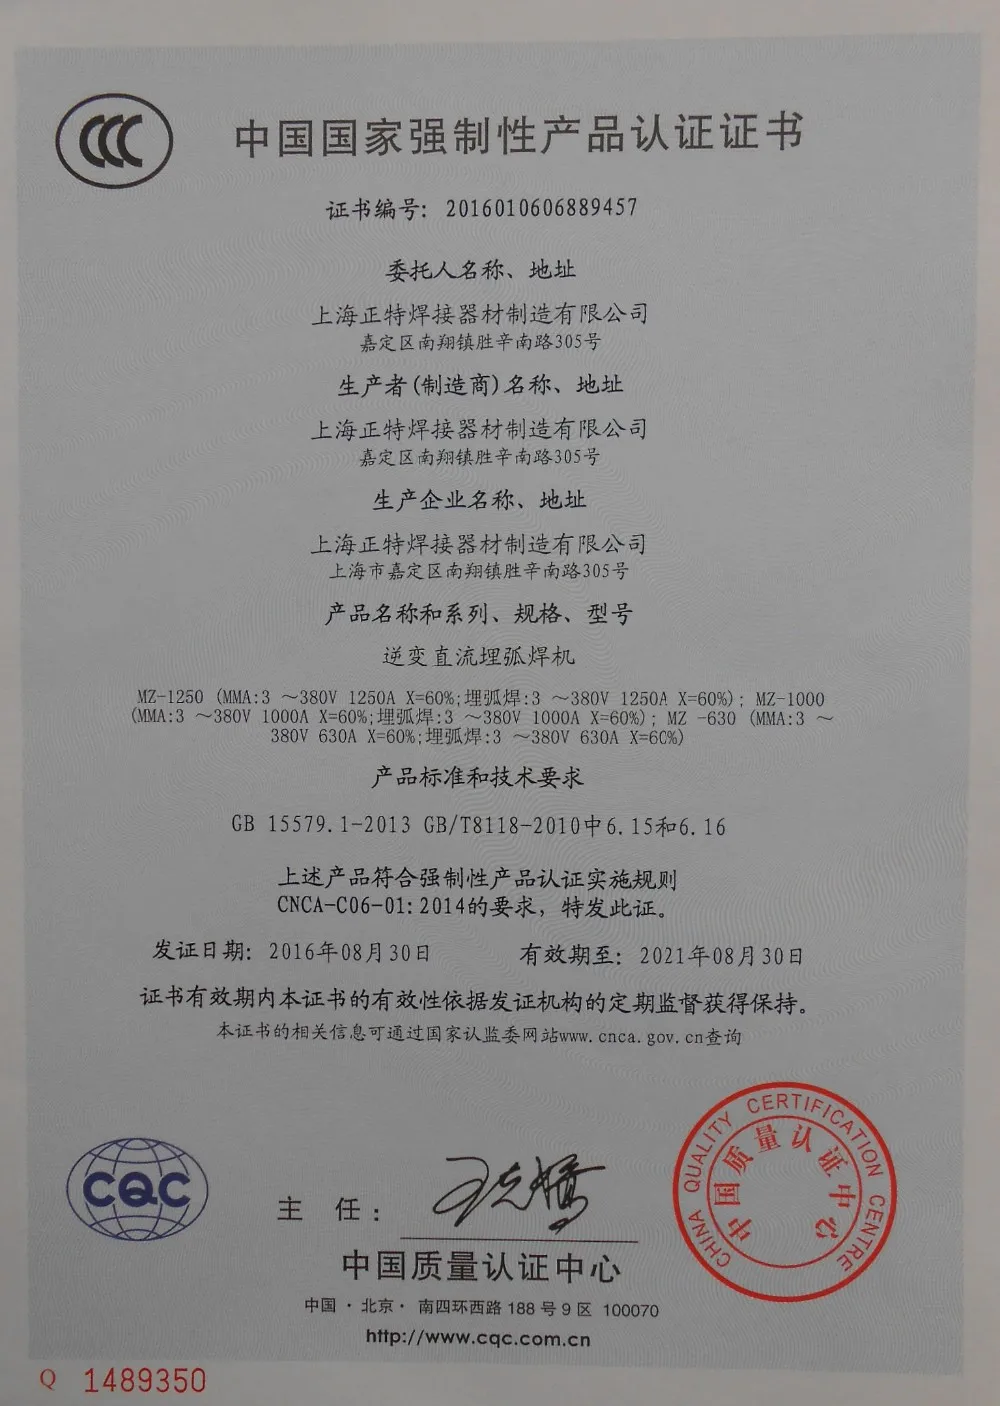 中国国家强制性产品认证证书
证书编号: 2016010606889457
委托人名称、地址
上海正特焊接器材制造有限公司
嘉定区南翔镇胜辛南路305号
生产者(制造商)名称、地址
上海正特焊接器材制造有限公司
嘉定区南翔镇胜辛南路305号
生产企业名称、地址
上海正特焊接器材制造有限公司
上海市嘉定区南翔镇胜辛南路305号
产品名称和系列、规格、型号
逆变直流埋弧焊机
MZ-1250 (MMA:3 ～380V 1250A X=60%;埋弧焊:3 ～380V 1250A X=60%); MZ-1000
(MMA:3 ～380V 1000A X=60%;埋弧焊:3 ～380V 1000A X=60%); MZ -630 (MMA:3 ～
380V 630A X=60%;埋弧焊:3 ～380V 630A X=60%)
产品标准和技术要求
GB 15579.1-2013 GB/T8118-2010中6.15和6.16
上述产品符合强制性产品认证实施规则
CNCA-C06-01:2014的要求，特发此证。
发证日期: 2016年08月30日 有效期至: 2021年08月30日
证书有效期内本证书的有效性依据发证机构的定期监督获得保持。
本证书的相关信息可通过国家认监委网站www.cnca.gov.cn查询
CHINA QUALITY CERTIFICATION CENTRE
中国质量认证中心
CQC
主 任:
中国质量认证中心
中国·北京·南四环西路 188 号 9 区 100070
http://www.cqc.com.cn
Q 1489350